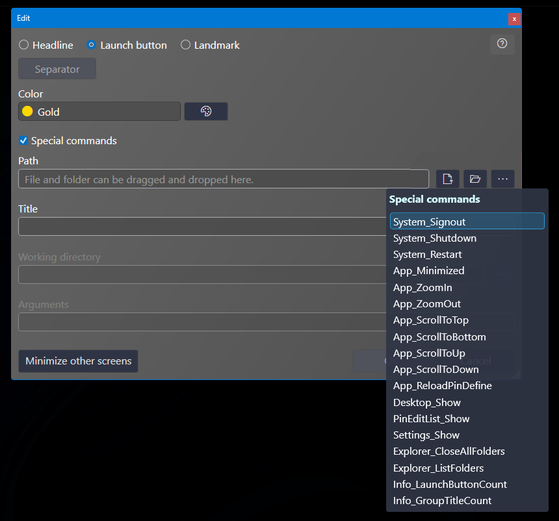 Edit
x
Headline Launch button Landmark
Separator
Color
Gold
Special commands
Path
File and folder can be dragged and dropped here.
Title
Working directory
Arguments
Minimize other screens
Special commands
System_Signout
System_Shutdown
System_Restart
App_Minimized
App_ZoomIn
App_ZoomOut
App_ScrollToTop
App_ScrollToBottom
App_ScrollToUp
App_ScrollToDown
App_ReloadPinDefine
Desktop_Show
PinEditList_Show
Settings_Show
Explorer_CloseAllFolders
Explorer_ListFolders
Info_LaunchButtonCount
Info_GroupTitleCount